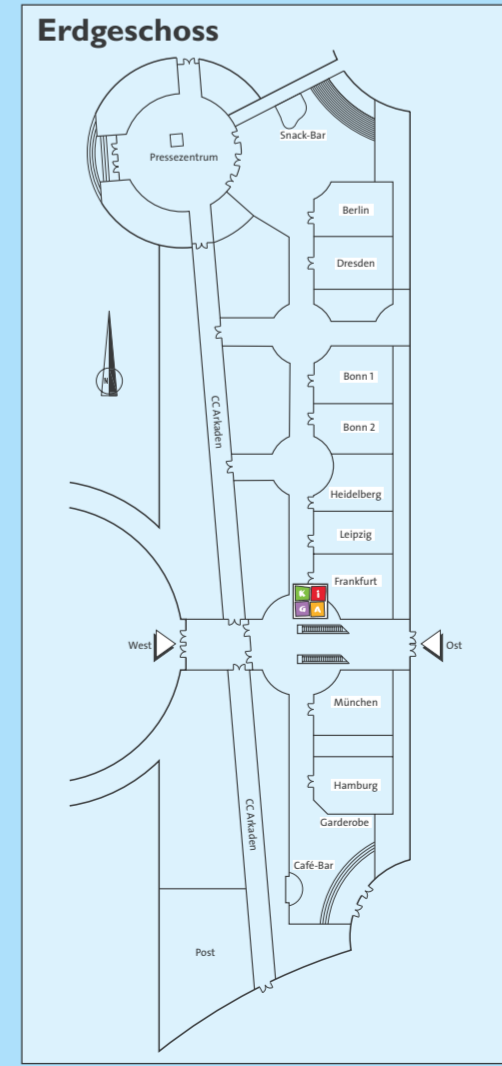 Erdgeschoss
Snack-Bar
Pressezentrum
Berlin
Dresden
N
Bonn 1
CC Arkaden
Bonn 2
Heidelberg
Leipzig
Frankfurt
K i
G A
West
Ost
München
Hamburg
Garderobe
CC Arkaden
Café-Bar
Post